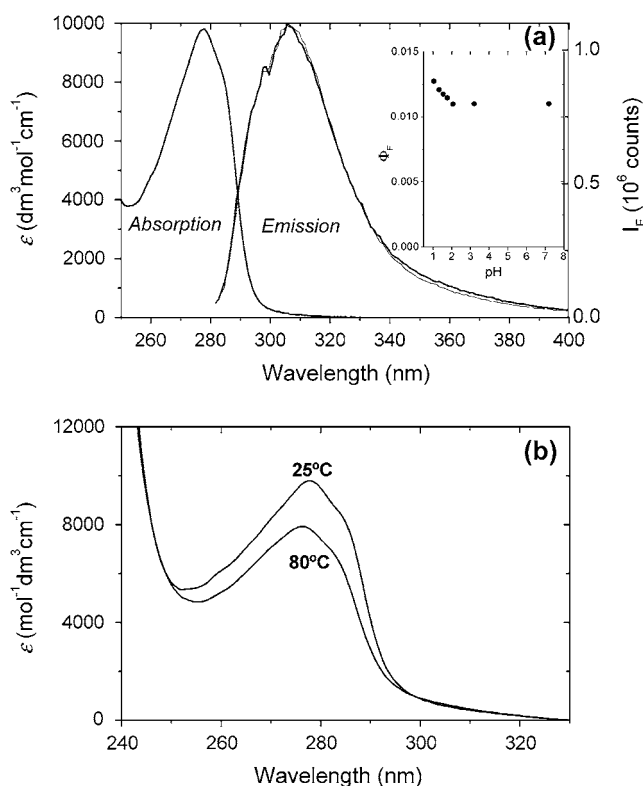 (a)
10000
8000
6000
4000
2000
0
ε (dm³mol⁻¹cm⁻¹)
Absorption
Emission
0.015
0.010
0.005
0.000
Φ_F
1 2 3 4 5 6 7 8
pH
1.0
0.5
0.0
I_F (10⁶ counts)
260 280 300 320 340 360 380 400
Wavelength (nm)
(b)
12000
8000
4000
0
ε (mol⁻¹dm³cm⁻¹)
25ºC
80ºC
240 260 280 300 320
Wavelength (nm)